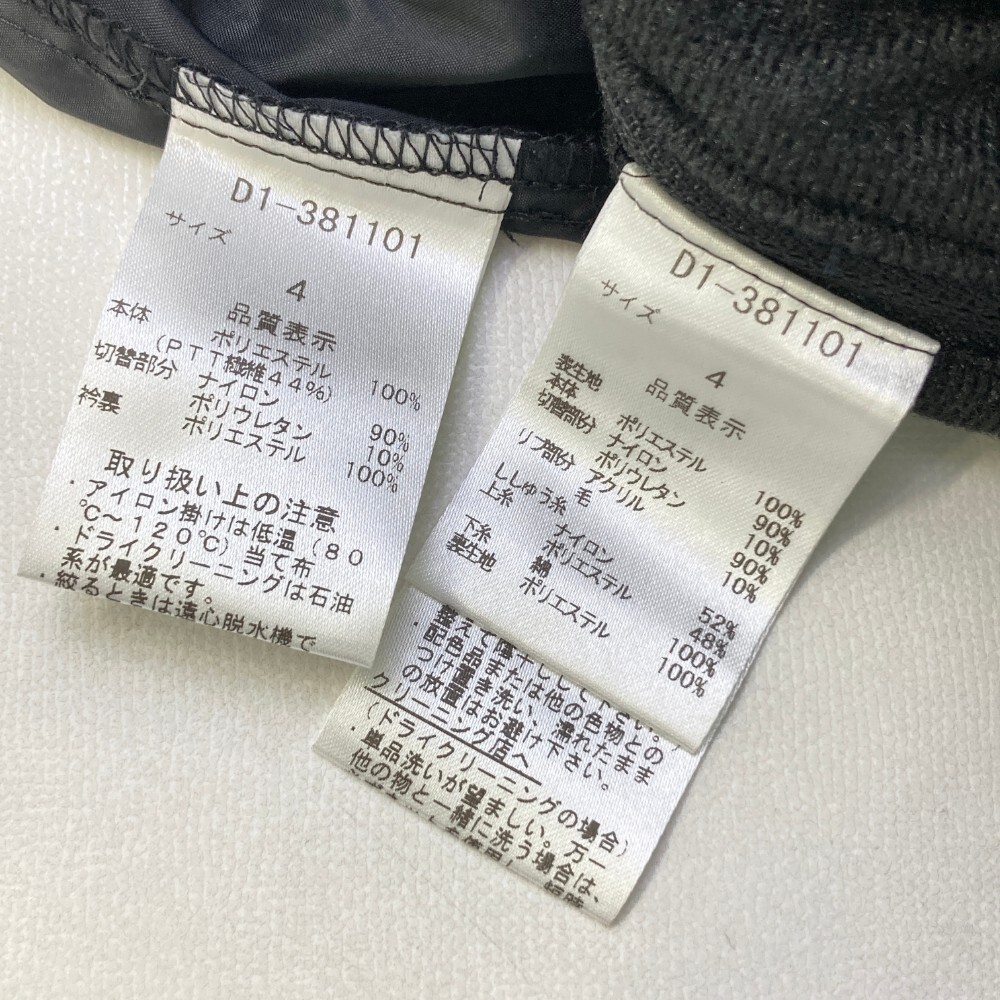 D1-381101
サイズ
4
品質表示
本体 ポリエステル 100%
(PTT繊維44%)
切替部分 ナイロン 90%
ポリウレタン 10%
衿裏 ポリエステル 100%
取り扱い上の注意
・アイロン掛けは低温(80
℃~120℃)当て布
・ドライクリーニングは石油
系が最適です。
・絞るときは遠心脱水機で
D1-381101
サイズ
4
品質表示
表生地
本体 ポリエステル 100%
切替部分 ナイロン 90%
ポリウレタン 10%
リブ部分 アクリル 90%
毛 10%
ししゅう糸
上糸 ナイロン 52%
ポリエステル 48%
下糸 綿 100%
表生地 ポリエステル 100%
・配色品または他の色物との
つけ置き洗い、濡れたまま
の放置はお避け下さい。
クリーニング店へ
(ドライクリーニングの場合)
・単品洗いが望ましい。万一
他の物と一緒に洗う場合は、